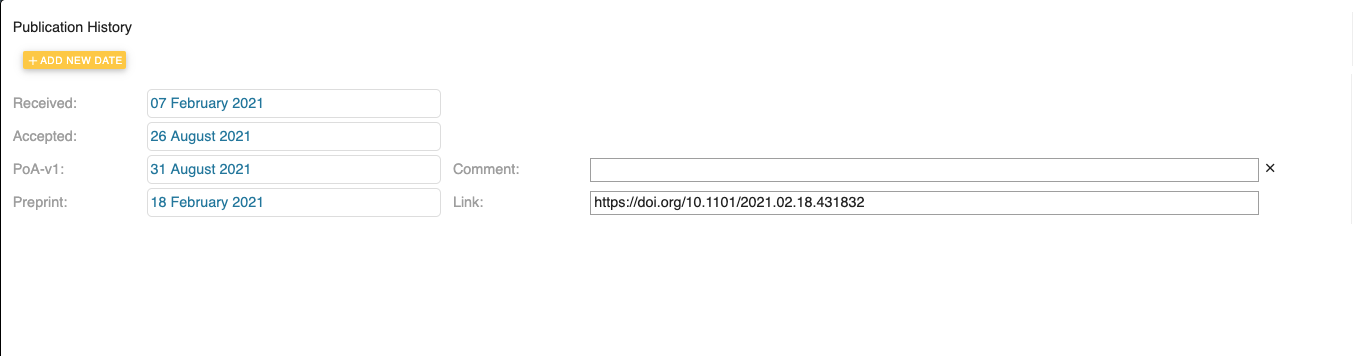 Publication History
+ ADD NEW DATE
Received: 07 February 2021
Accepted: 26 August 2021
PoA-v1: 31 August 2021 Comment: ×
Preprint: 18 February 2021 Link: https://doi.org/10.1101/2021.02.18.431832